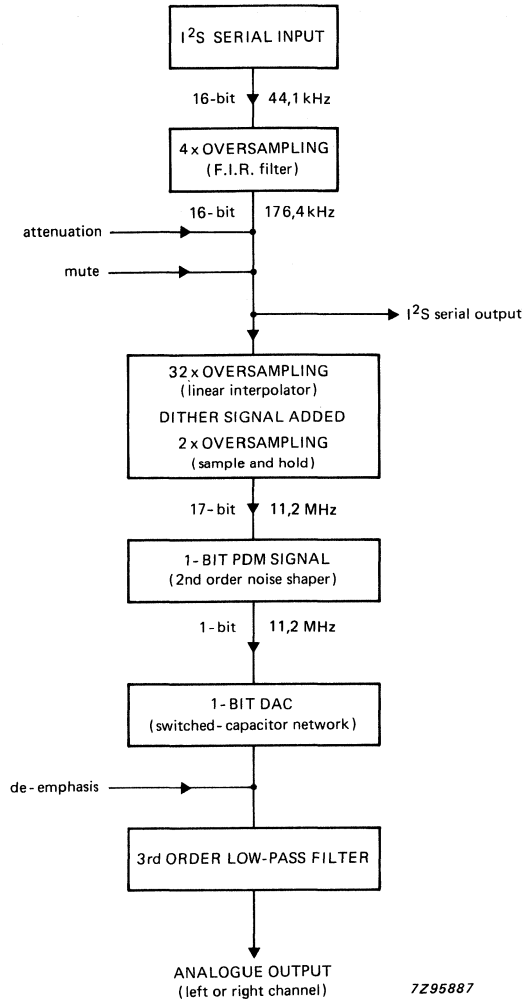 I²S SERIAL INPUT
16-bit 44,1 kHz
4x OVERSAMPLING
(F.I.R. filter)
16-bit 176,4 kHz
attenuation
mute
I²S serial output
32x OVERSAMPLING
(linear interpolator)
DITHER SIGNAL ADDED
2x OVERSAMPLING
(sample and hold)
17-bit 11,2 MHz
1-BIT PDM SIGNAL
(2nd order noise shaper)
1-bit 11,2 MHz
1-BIT DAC
(switched-capacitor network)
de-emphasis
3rd ORDER LOW-PASS FILTER
ANALOGUE OUTPUT
(left or right channel)
7Z95887